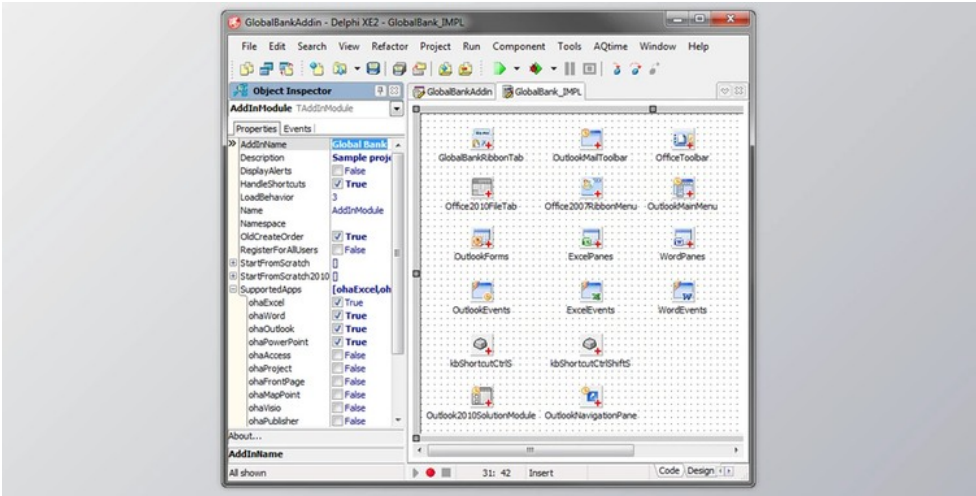 GlobalBankAddin - Delphi XE2 - GlobalBank_IMPL
File Edit Search View Refactor Project Run Component Tools AQtime Window Help
Object Inspector
AddInModule TAddInModule
Properties Events
AddInName Global Bank
Description Sample proje
DisplayAlerts False
HandleShortcuts True
LoadBehavior 3
Name AddInModule
Namespace
OldCreateOrder True
RegisterForAllUsers False
StartFromScratch []
StartFromScratch2010 []
SupportedApps [ohaExcel,oh
ohaExcel True
ohaWord True
ohaOutlook True
ohaPowerPoint True
ohaAccess False
ohaProject False
ohaFrontPage False
ohaMapPoint False
ohaVisio False
ohaPublisher False
About...
AddInName
All shown
GlobalBankAddin GlobalBank_IMPL
GlobalBankRibbonTab OutlookMailToolbar OfficeToolbar
Office2010FileTab Office2007RibbonMenu OutlookMainMenu
OutlookForms ExcelPanes WordPanes
OutlookEvents ExcelEvents WordEvents
kbShortcutCtrlS kbShortcutCtrlShiftS
Outlook2010SolutionModule OutlookNavigationPane
31: 42 Insert Code Design